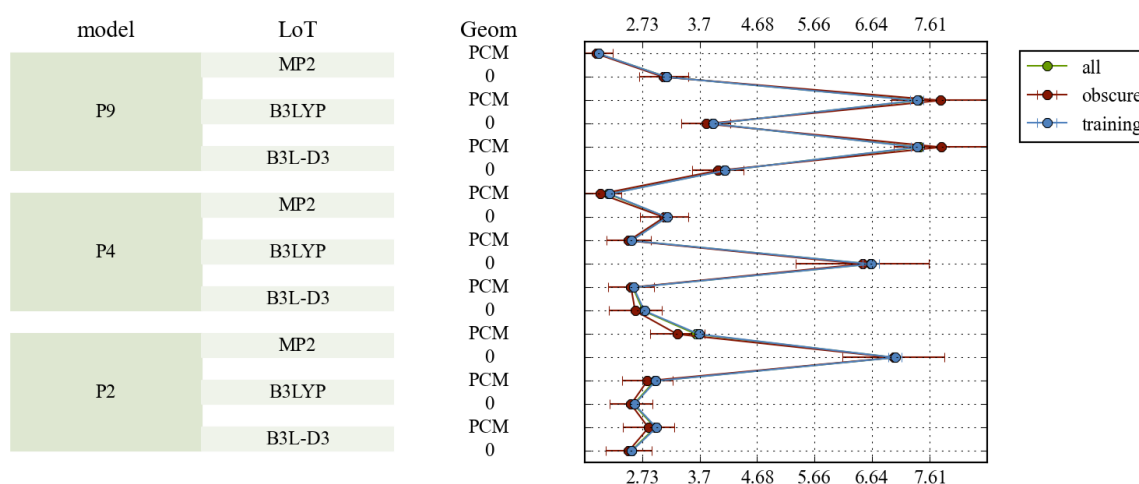 model LoT Geom 2.73 3.7 4.68 5.66 6.64 7.61
PCM
MP2
0
PCM
P9 B3LYP
0
PCM
B3L-D3
0
PCM
MP2
0
PCM
P4 B3LYP
0
PCM
B3L-D3
0
PCM
MP2
0
PCM
P2 B3LYP
0
PCM
B3L-D3
0
2.73 3.7 4.68 5.66 6.64 7.61
all
obscure
training